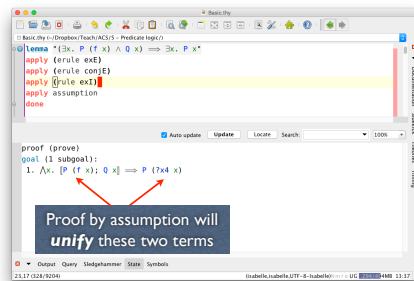 Basic.thy
Basic.thy (~/Dropbox/Teach/ACS/5 - Predicate logic/)
lemma "(∃x. P (f x) ∧ Q x) ⟹ ∃x. P x"
apply (erule exE)
apply (erule conjE)
apply (rule exI)
apply assumption
done
Auto update Update Locate Search: 100%
proof (prove)
goal (1 subgoal):
1. ⋀x. ⟦P (f x); Q x⟧ ⟹ P (?x4 x)
Proof by assumption will
unify these two terms
Output Query Sledgehammer State Symbols
23,17 (328/9204) (isabelle,isabelle,UTF-8-Isabelle) UG 4MB 13:37